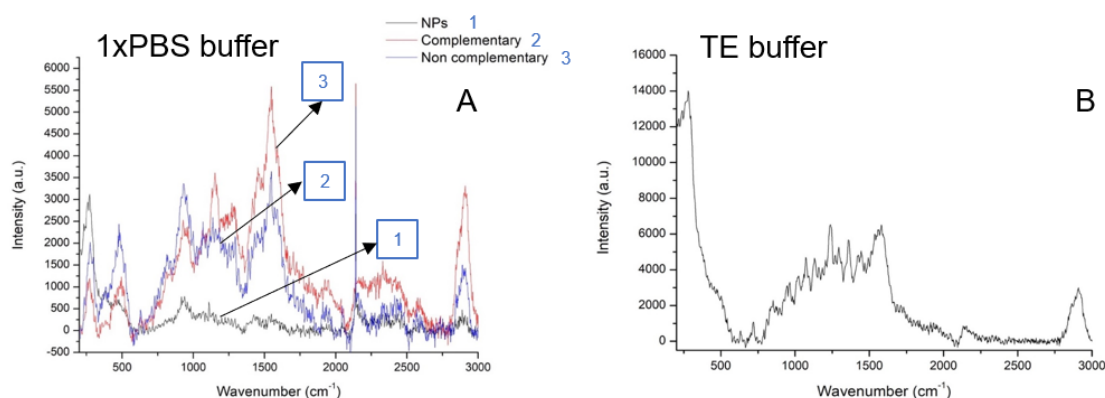 1xPBS buffer
NPs 1
Complementary 2
Non complementary 3
A
6000
5500
5000
4500
4000
3500
3000
2500
2000
1500
1000
500
0
-500
Intensity (a.u.)
3
2
1
500 1000 1500 2000 2500 3000
Wavenumber (cm⁻¹)
TE buffer
B
16000
14000
12000
10000
8000
6000
4000
2000
0
Intensity (a.u.)
500 1000 1500 2000 2500 3000
Wavenumber (cm⁻¹)